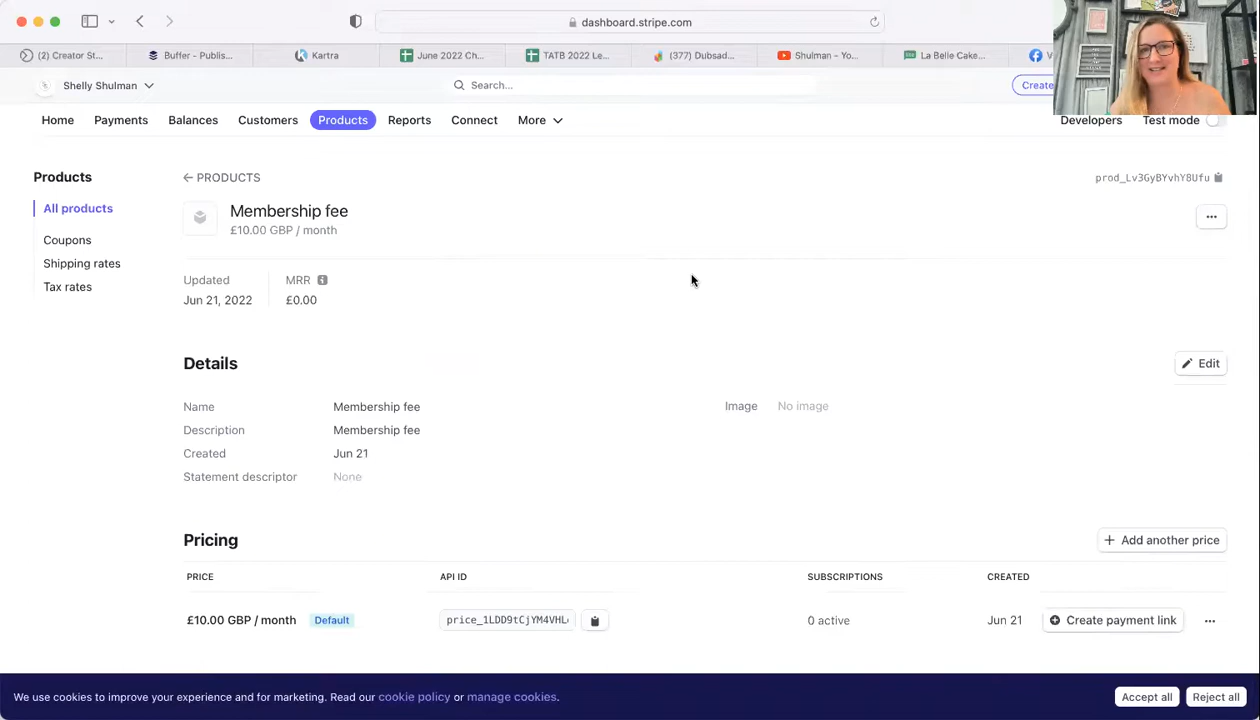 dashboard.stripe.com
(2) Creator St...
Buffer - Publis...
Kartra
June 2022 Ch...
TATB 2022 Le...
(377) Dubsad...
Shulman - Yo...
La Belle Cake...
Shelly Shulman
Search...
Create
Home
Payments
Balances
Customers
Products
Reports
Connect
More
Developers
Test mode
Products
All products
Coupons
Shipping rates
Tax rates
← PRODUCTS
prod_Lv3GyBYvhY8Ufu
Membership fee
£10.00 GBP / month
Updated
Jun 21, 2022
MRR
£0.00
Details
Edit
Name Membership fee
Description Membership fee
Created Jun 21
Statement descriptor None
Image No image
Pricing
+ Add another price
PRICE API ID SUBSCRIPTIONS CREATED
£10.00 GBP / month Default price_1LDD9tCjYM4VHL 0 active Jun 21 Create payment link
We use cookies to improve your experience and for marketing. Read our cookie policy or manage cookies.
Accept all
Reject all